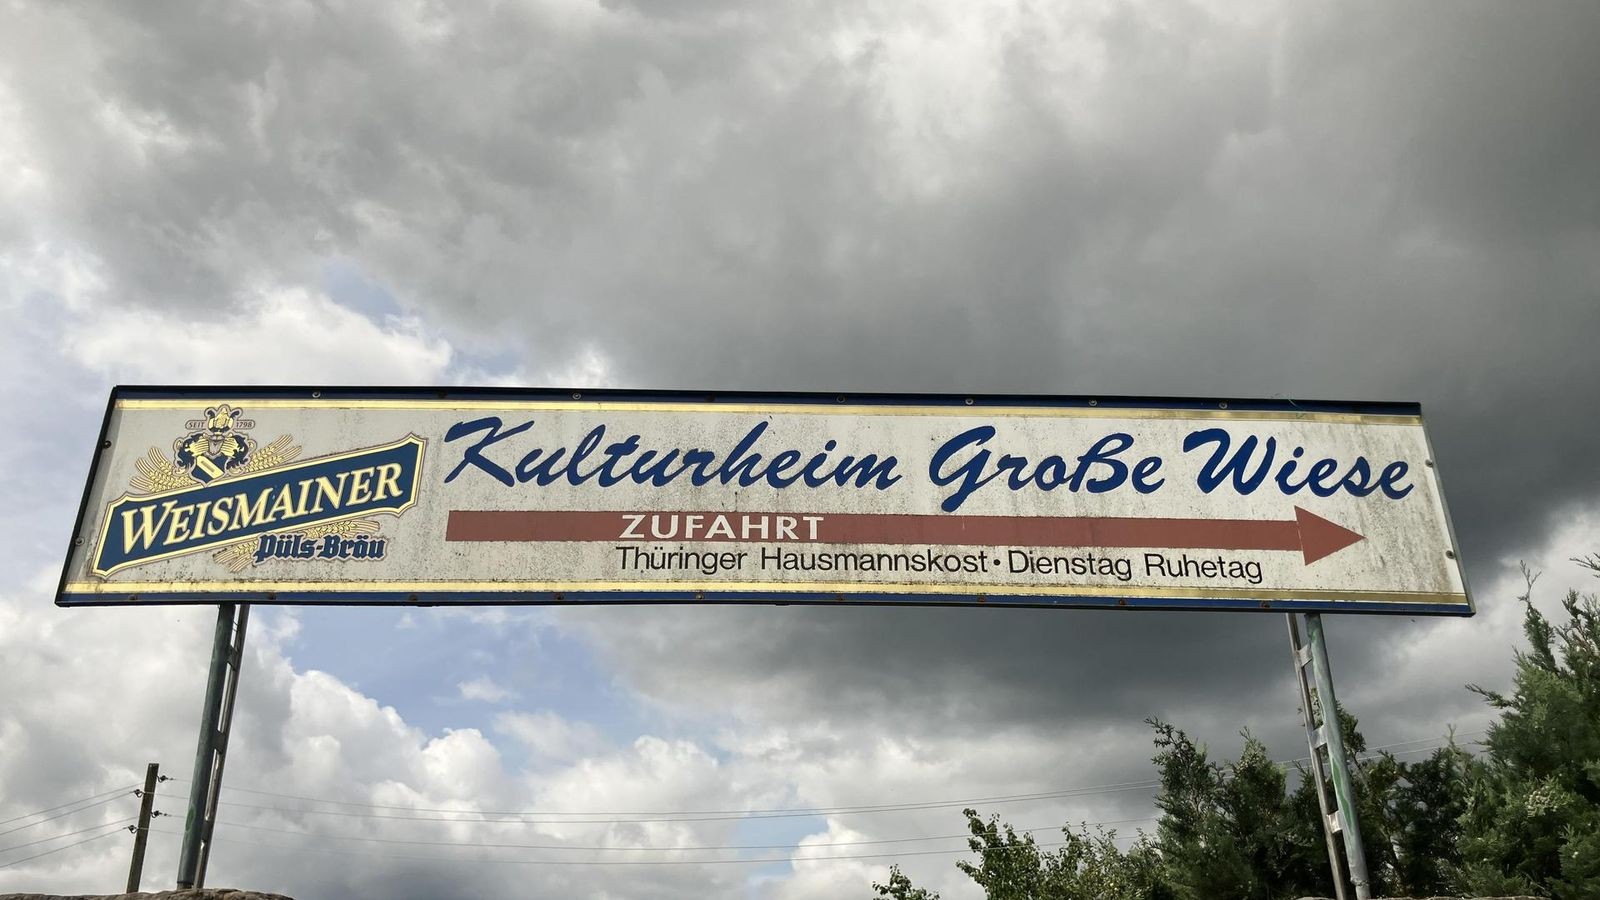 SEIT 1798
WEISMAINER
Püls-Bräu
Kulturheim Große Wiese
ZUFAHRT
Thüringer Hausmannskost • Dienstag Ruhetag